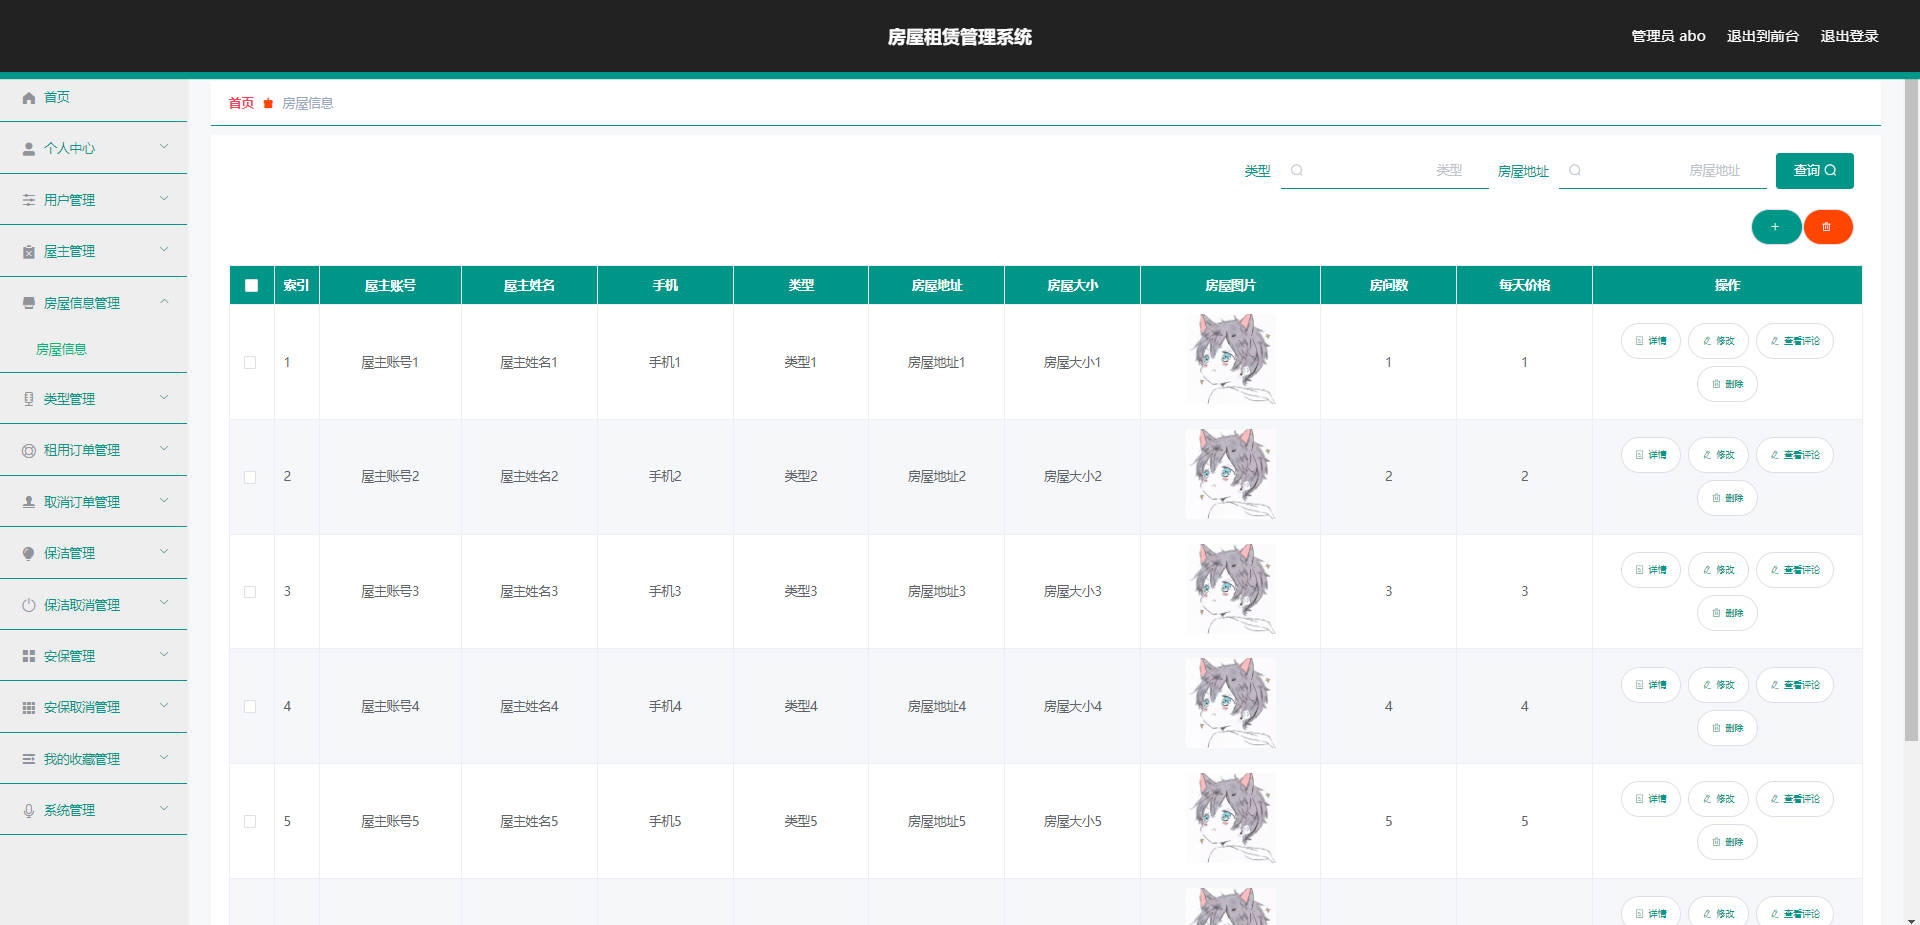 房屋租赁管理系统
管理员 abo 退出到前台 退出登录
首页
个人中心
用户管理
屋主管理
房屋信息管理
房屋信息
类型管理
租用订单管理
取消订单管理
保洁管理
保洁取消管理
安保管理
安保取消管理
我的收藏管理
系统管理
首页 房屋信息
类型 类型 房屋地址 房屋地址 查询
索引 屋主账号 屋主姓名 手机 类型 房屋地址 房屋大小 房屋图片 房间数 每天价格 操作
1 屋主账号1 屋主姓名1 手机1 类型1 房屋地址1 房屋大小1 1 1 详情 修改 查看评论
删除
2 屋主账号2 屋主姓名2 手机2 类型2 房屋地址2 房屋大小2 2 2 详情 修改 查看评论
删除
3 屋主账号3 屋主姓名3 手机3 类型3 房屋地址3 房屋大小3 3 3 详情 修改 查看评论
删除
4 屋主账号4 屋主姓名4 手机4 类型4 房屋地址4 房屋大小4 4 4 详情 修改 查看评论
删除
5 屋主账号5 屋主姓名5 手机5 类型5 房屋地址5 房屋大小5 5 5 详情 修改 查看评论
删除
详情 修改 查看评论